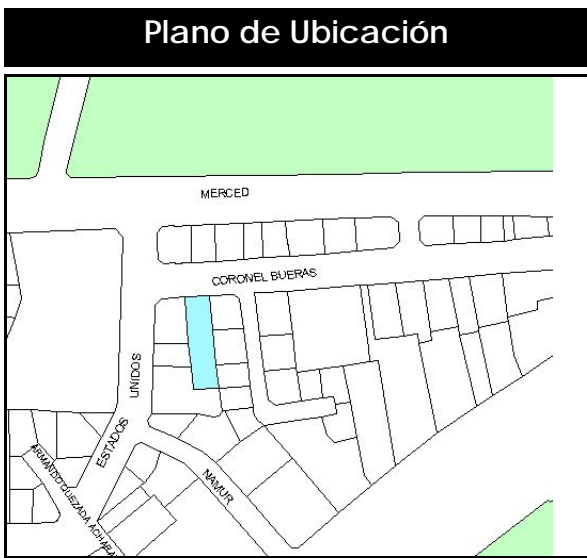 Plano de Ubicación
MERCED
CORONEL BUERAS
ESTADOS UNIDOS
NAMUR
ARMANDO QUEZADA ACHARAN